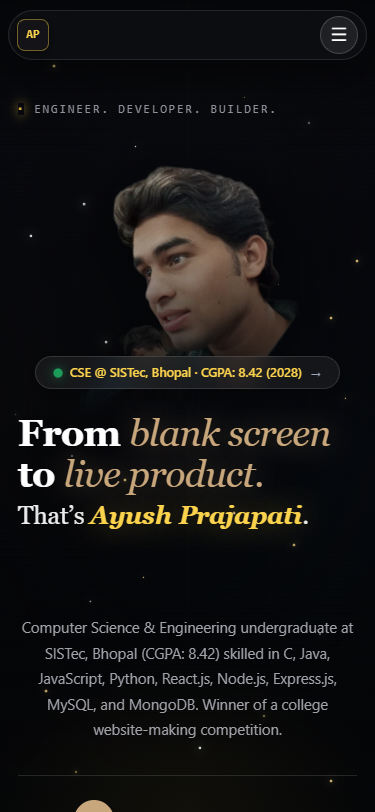 AP
ENGINEER. DEVELOPER. BUILDER.
CSE @ SISTec, Bhopal · CGPA: 8.42 (2028) →
From blank screen
to live product.
That's Ayush Prajapati.
Computer Science & Engineering undergraduate at
SISTec, Bhopal (CGPA: 8.42) skilled in C, Java,
JavaScript, Python, React.js, Node.js, Express.js,
MySQL, and MongoDB. Winner of a college
website-making competition.